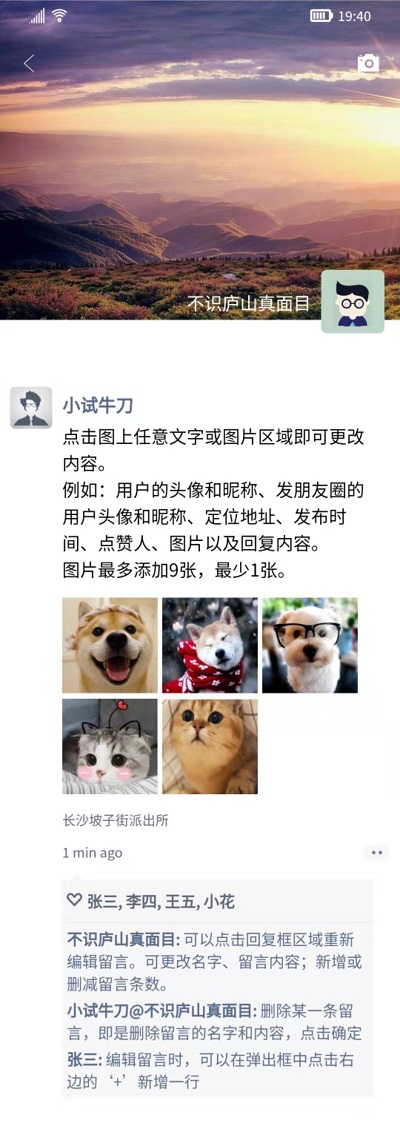 19:40
不识庐山真面目
小试牛刀
点击图上任意文字或图片区域即可更改
内容。
例如：用户的头像和昵称、发朋友圈的
用户头像和昵称、定位地址、发布时
间、点赞人、图片以及回复内容。
图片最多添加9张，最少1张。
长沙坡子街派出所
1 min ago
张三, 李四, 王五, 小花
不识庐山真面目: 可以点击回复框区域重新
编辑留言。可更改名字、留言内容；新增或
删减留言条数。
小试牛刀@不识庐山真面目: 删除某一条留
言，即是删除留言的名字和内容，点击确定
张三: 编辑留言时，可以在弹出框中点击右
边的‘+’新增一行